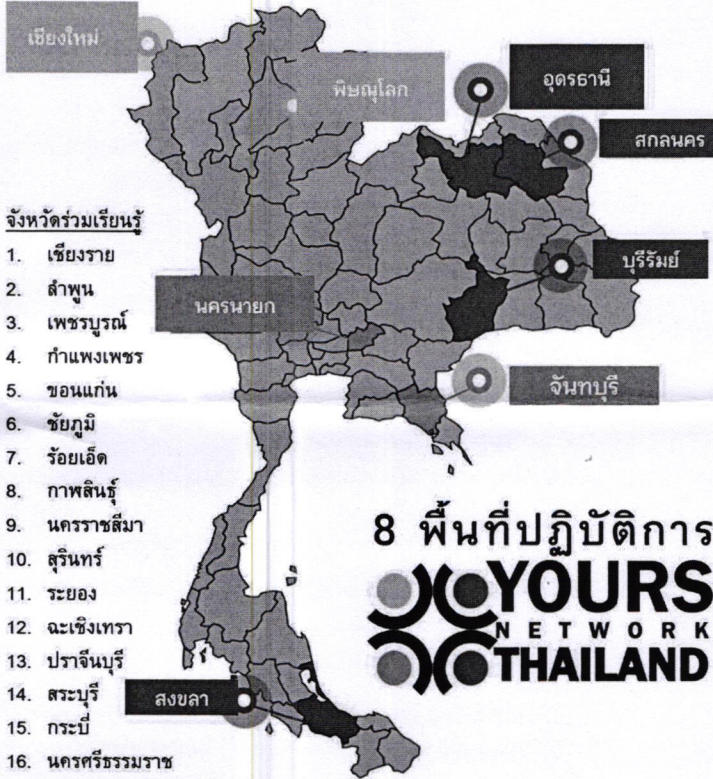 เชียงใหม่
พิษณุโลก
อุดรธานี
สกลนคร
จังหวัดร่วมเรียนรู้
1. เชียงราย
2. ลำพูน
3. เพชรบูรณ์
4. กำแพงเพชร
5. ขอนแก่น
6. ชัยภูมิ
7. ร้อยเอ็ด
8. กาฬสินธุ์
9. นครราชสีมา
10. สุรินทร์
11. ระยอง
12. ฉะเชิงเทรา
13. ปราจีนบุรี
14. สระบุรี
15. กระบี่
16. นครศรีธรรมราช
บุรีรัมย์
นครนายก
จันทบุรี
8 พื้นที่ปฏิบัติการ
YOURS
NETWORK
THAILAND
สงขลา